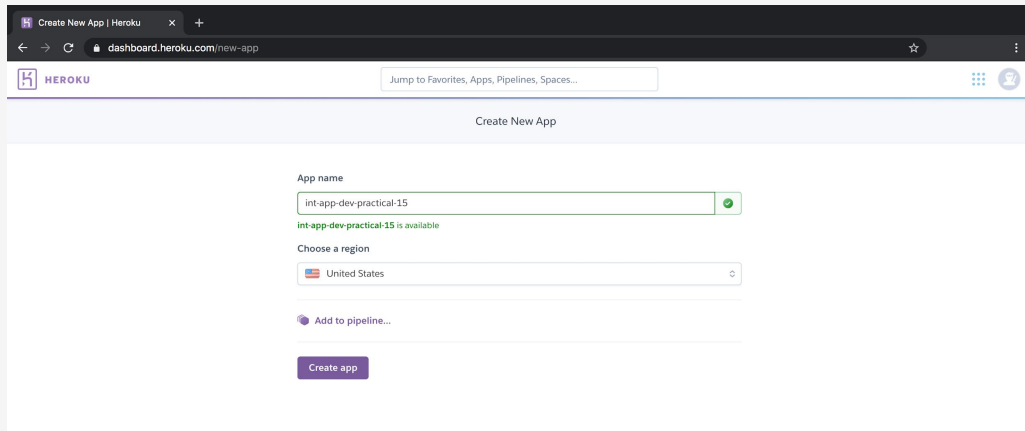 Create New App | Heroku
dashboard.heroku.com/new-app
HEROKU
Jump to Favorites, Apps, Pipelines, Spaces...
Create New App
App name
int-app-dev-practical-15
int-app-dev-practical-15 is available
Choose a region
United States
Add to pipeline...
Create app